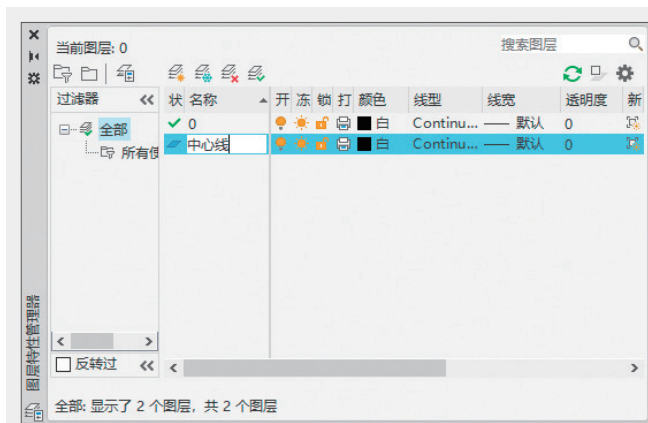 当前图层: 0
搜索图层
过滤器
状 名称 开 冻 锁 打 颜色 线型 线宽 透明度 新
全部
0 白 Continu... 默认 0
所有使
中心线 白 Continu... 默认 0
反转过
全部: 显示了 2 个图层, 共 2 个图层
图层特性管理器